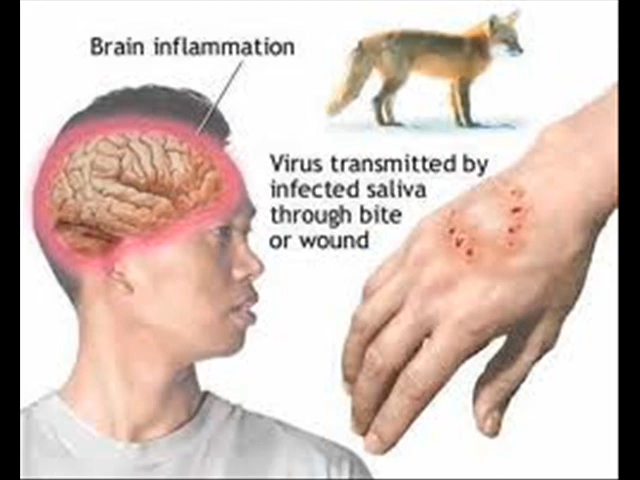 Brain inflammation
Virus transmitted by
infected saliva
through bite
or wound